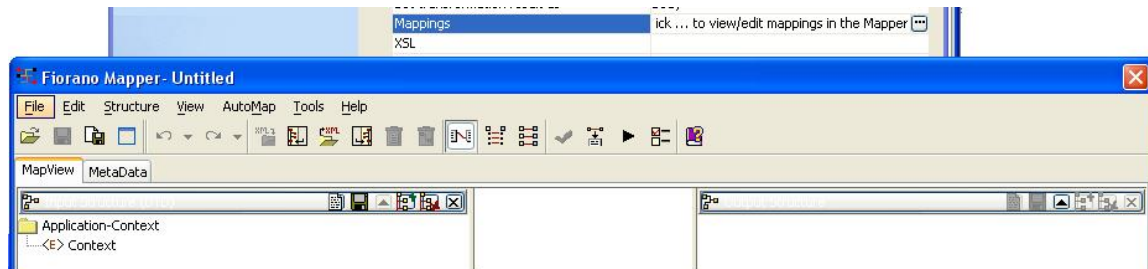 Mappings ick ... to view/edit mappings in the Mapper ...
XSL
Fiorano Mapper- Untitled
File Edit Structure View AutoMap Tools Help
MapView MetaData
Application-Context
<E> Context